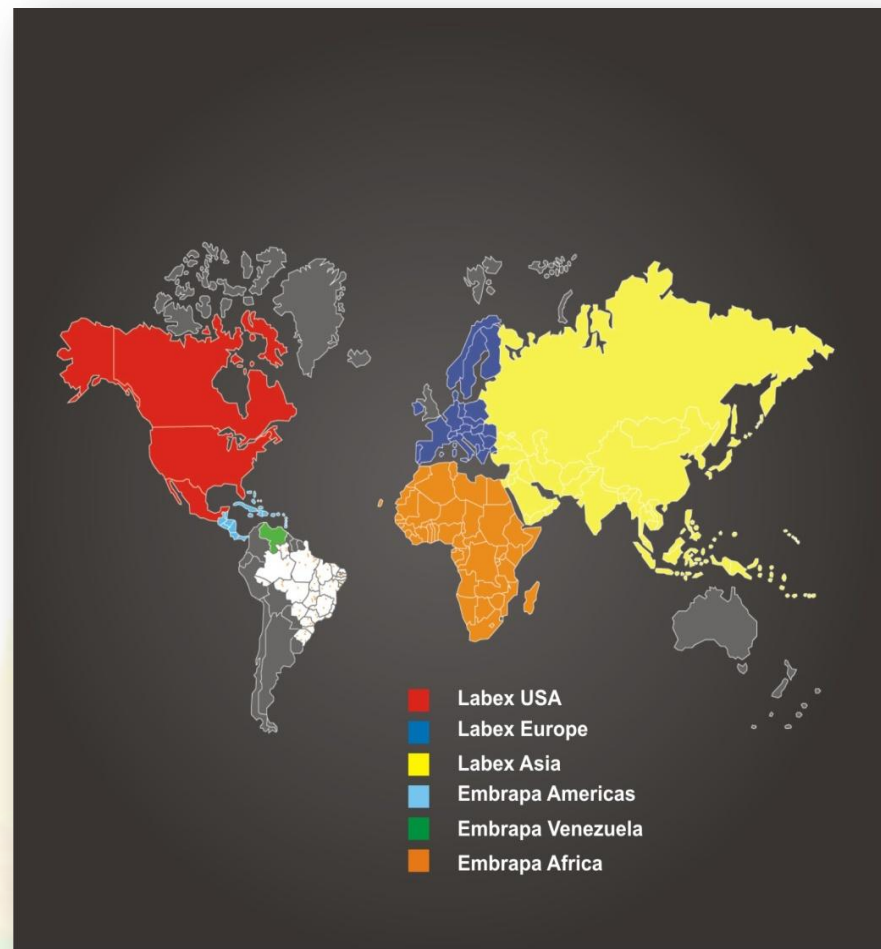 Labex USA
Labex Europe
Labex Asia
Embrapa Americas
Embrapa Venezuela
Embrapa Africa